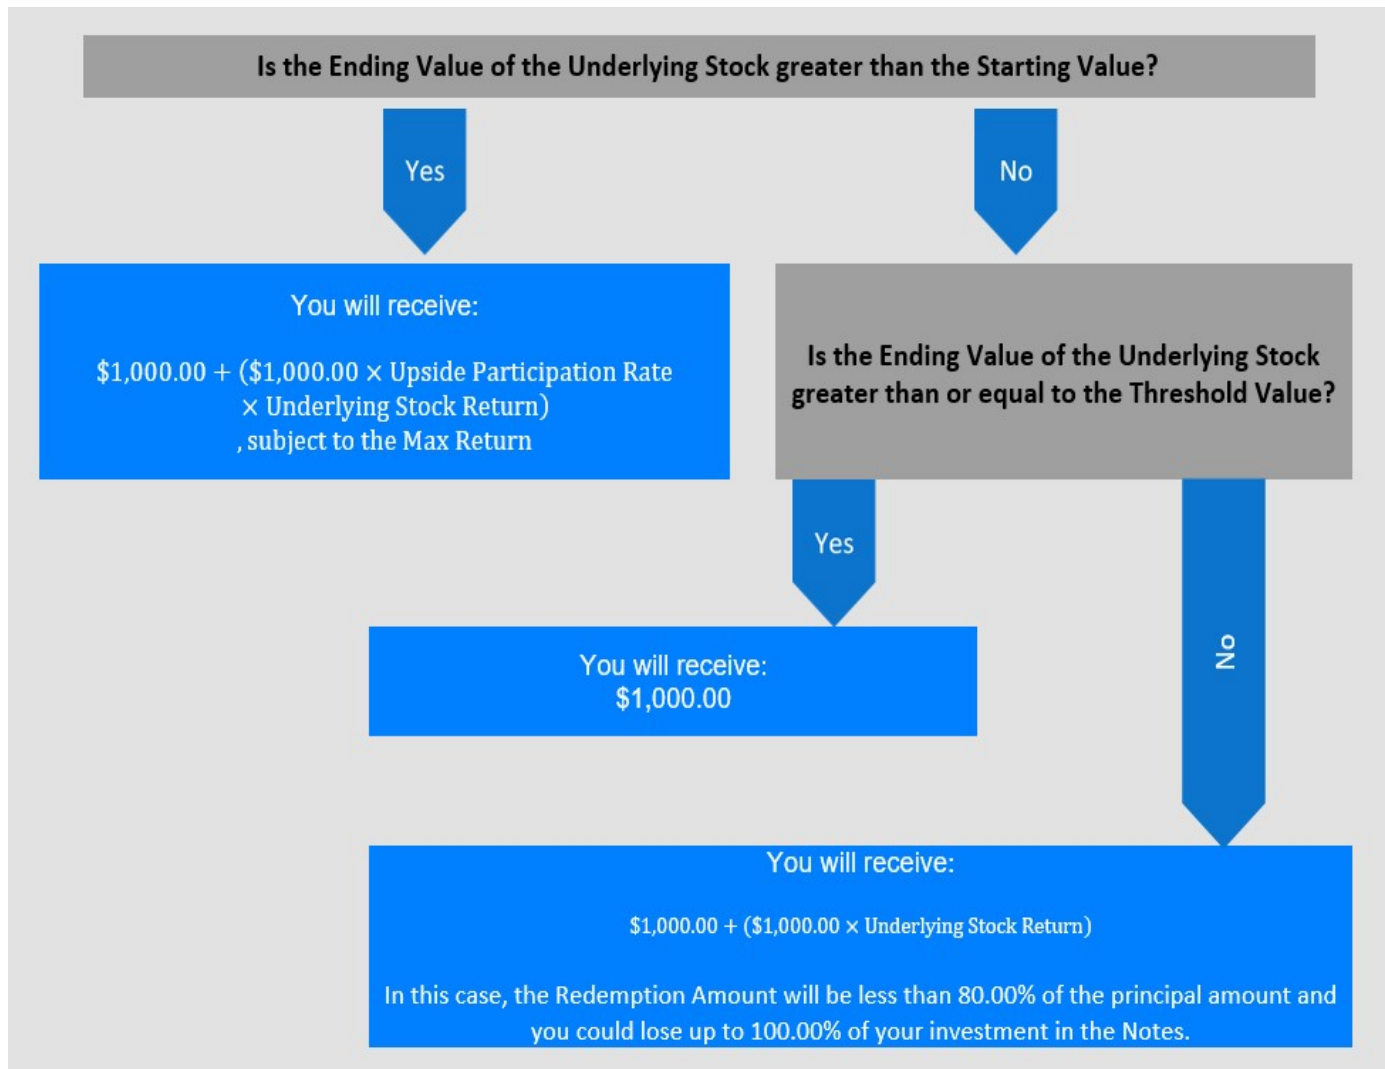 Is the Ending Value of the Underlying Stock greater than the Starting Value?
Yes
No
You will receive:
$1,000.00 + ($1,000.00 × Upside Participation Rate
× Underlying Stock Return)
, subject to the Max Return
Is the Ending Value of the Underlying Stock
greater than or equal to the Threshold Value?
Yes
No
You will receive:
$1,000.00
You will receive:
$1,000.00 + ($1,000.00 × Underlying Stock Return)
In this case, the Redemption Amount will be less than 80.00% of the principal amount and
you could lose up to 100.00% of your investment in the Notes.